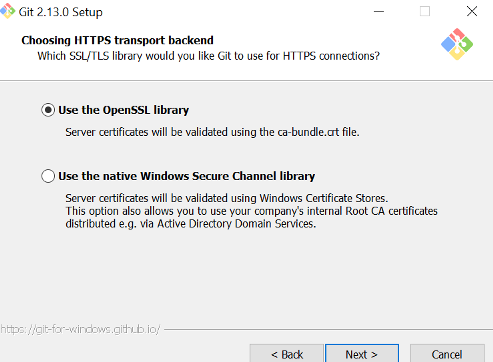 Git 2.13.0 Setup
Choosing HTTPS transport backend
Which SSL/TLS library would you like Git to use for HTTPS connections?
Use the OpenSSL library
Server certificates will be validated using the ca-bundle.crt file.
Use the native Windows Secure Channel library
Server certificates will be validated using Windows Certificate Stores.
This option also allows you to use your company's internal Root CA certificates
distributed e.g. via Active Directory Domain Services.
https://git-for-windows.github.io/
< Back
Next >
Cancel